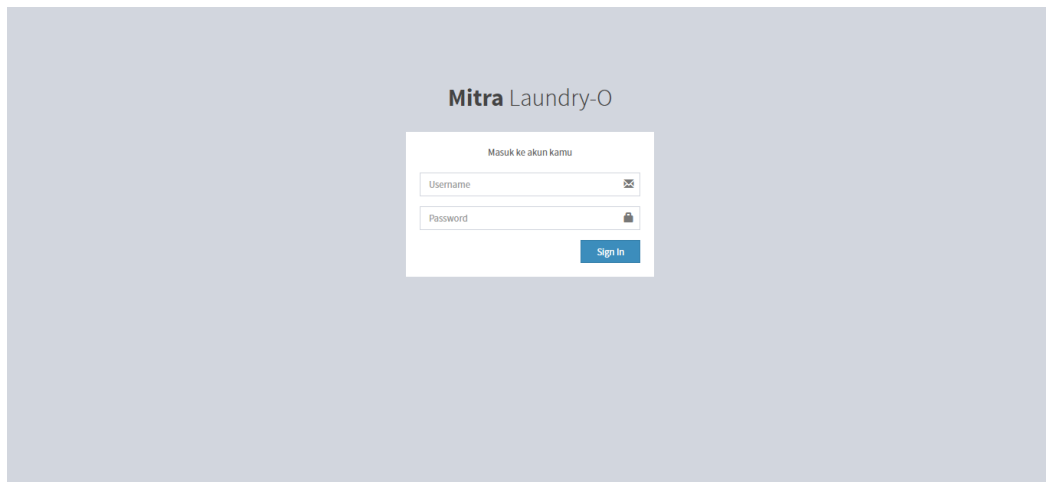 Mitra Laundry-O
Masuk ke akun kamu
Username
Password
Sign In